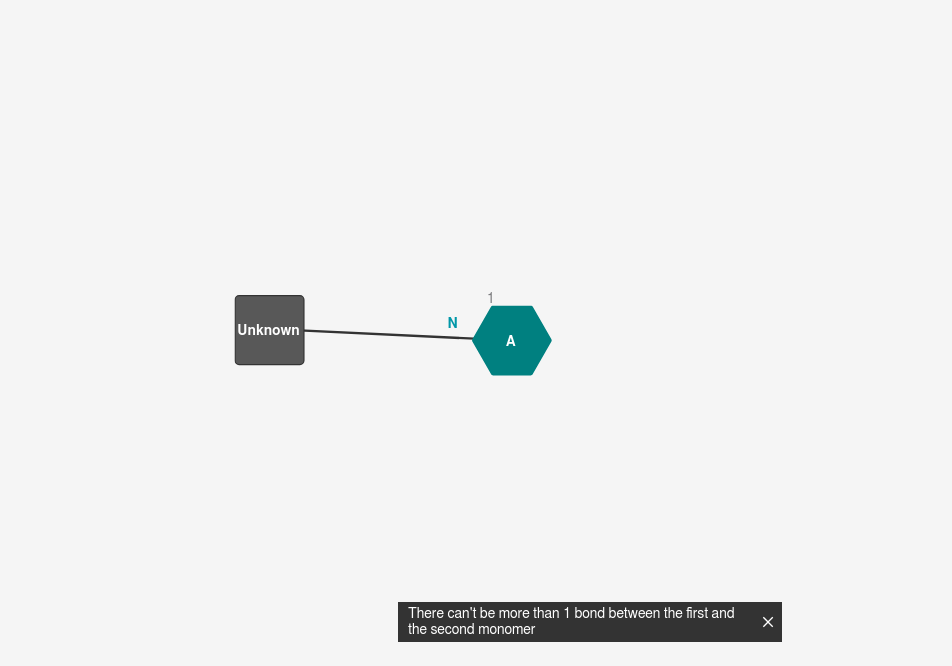 1
N
Unknown
A
There can't be more than 1 bond between the first and
the second monomer